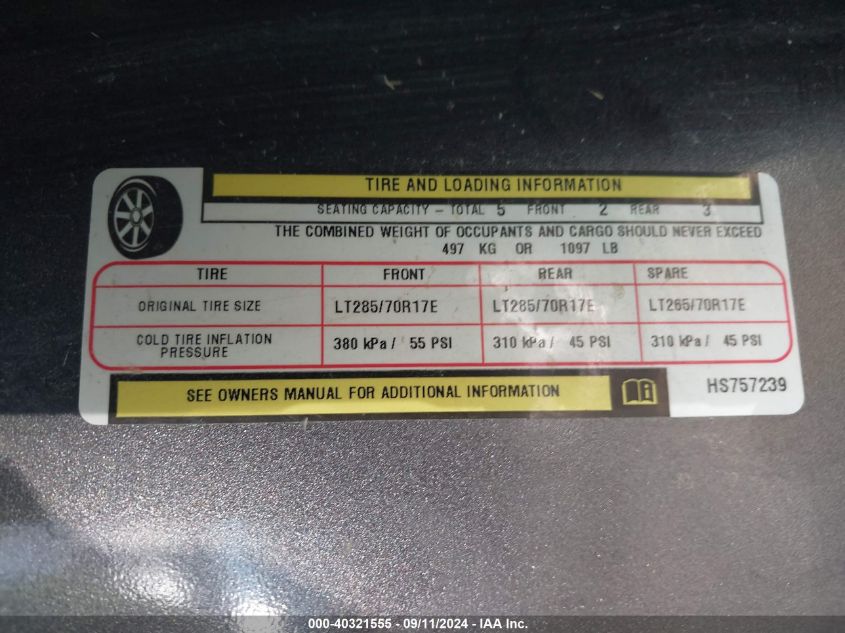 TIRE AND LOADING INFORMATION
SEATING CAPACITY – TOTAL 5 FRONT 2 REAR 3
THE COMBINED WEIGHT OF OCCUPANTS AND CARGO SHOULD NEVER EXCEED
497 KG OR 1097 LB
TIRE FRONT REAR SPARE
ORIGINAL TIRE SIZE LT285/70R17E LT285/70R17E LT265/70R17E
COLD TIRE INFLATION
PRESSURE 380 kPa / 55 PSI 310 kPa / 45 PSI 310 kPa / 45 PSI
SEE OWNERS MANUAL FOR ADDITIONAL INFORMATION
HS757239
000-40321555 - 09/11/2024 - IAA Inc.